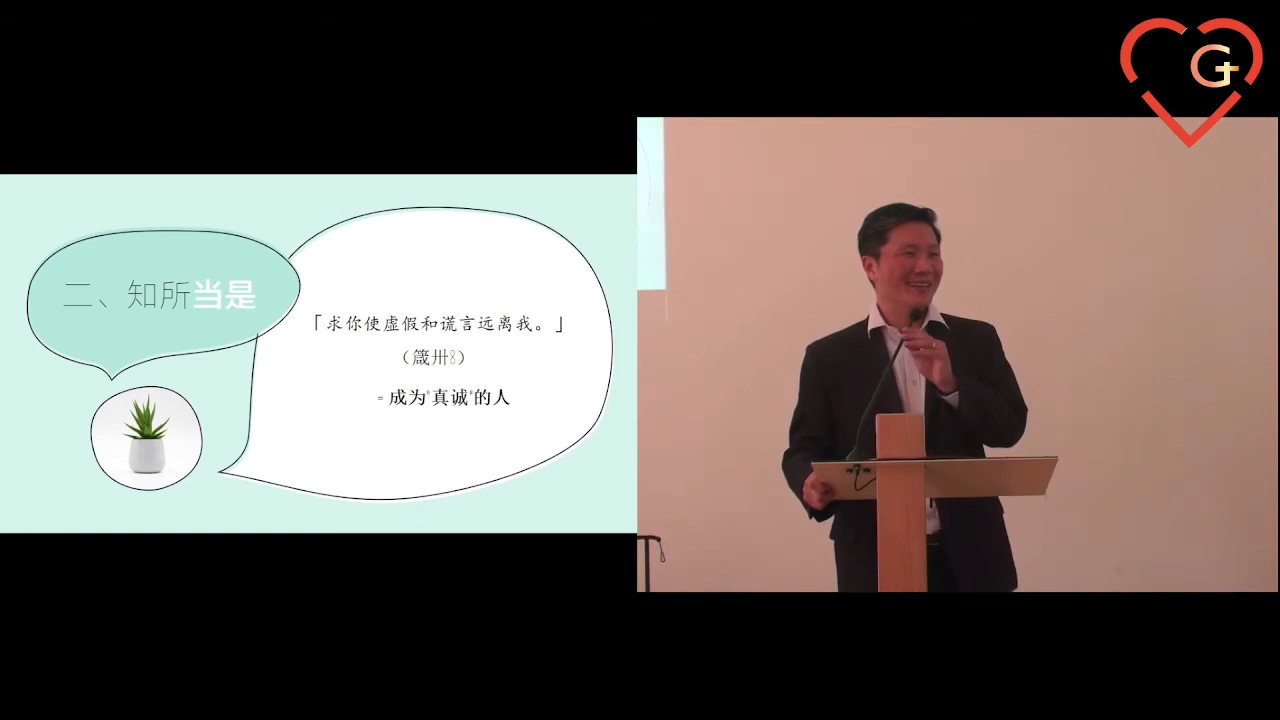 二、知所当是
「求你使虚假和谎言远离我。」
（箴卅8）
= 成为"真诚"的人
G